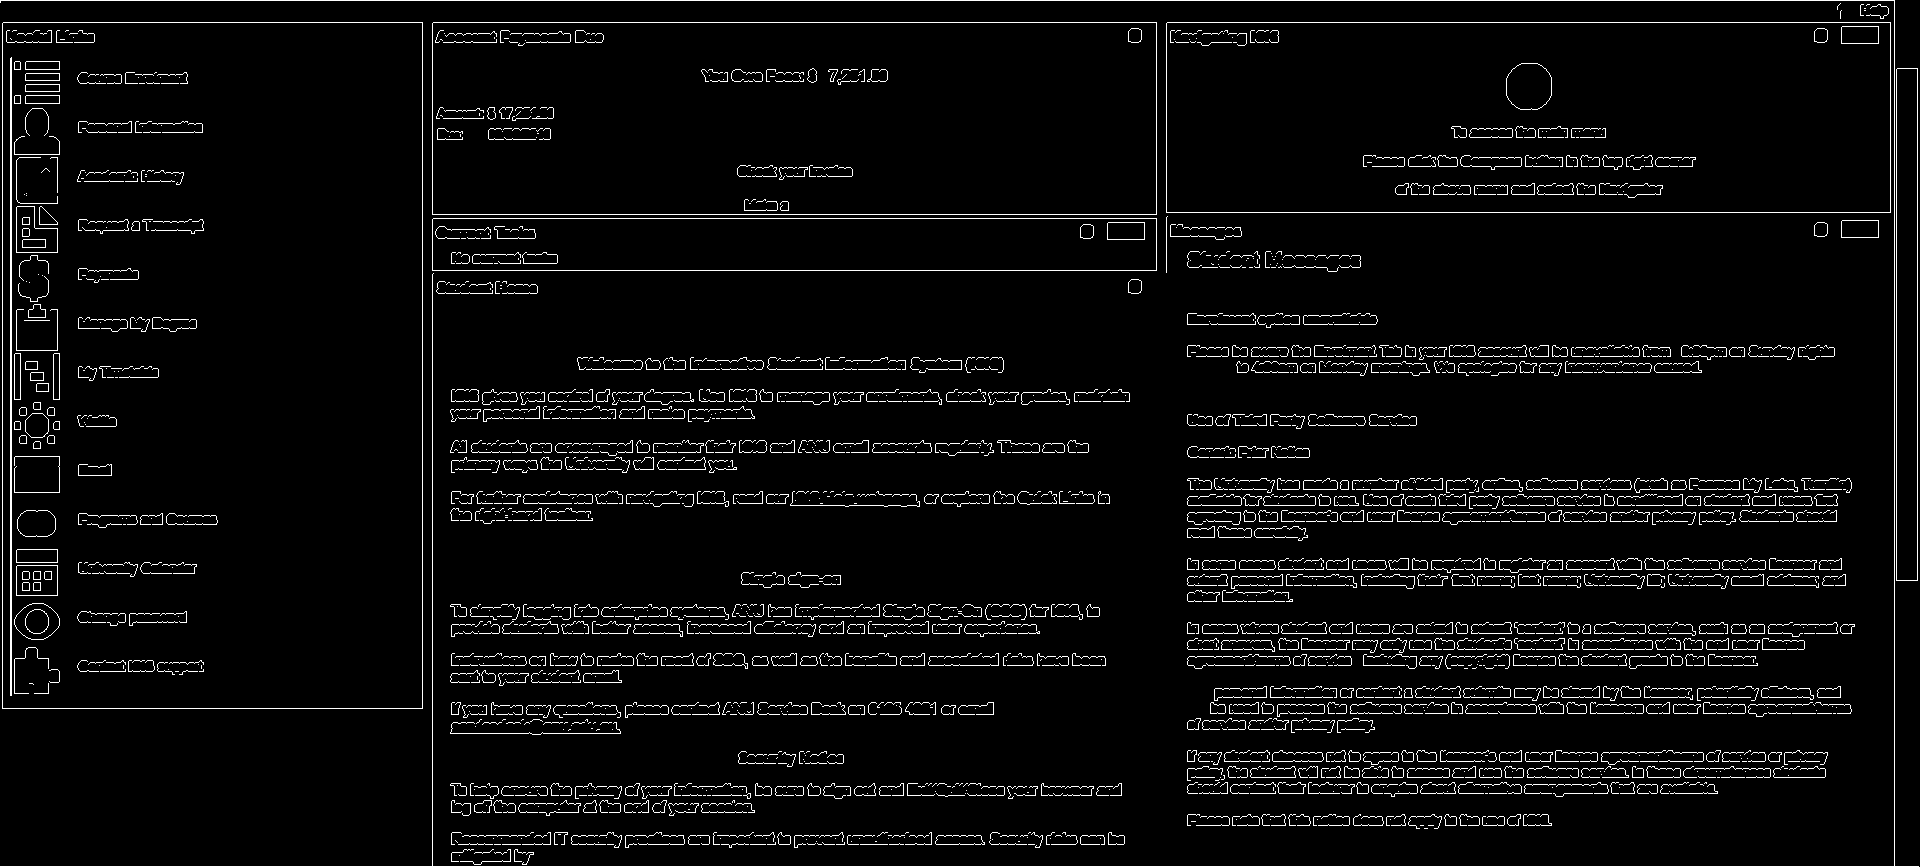 Help
Useful Links
Course Enrolment
Personal Information
Academic History
Request a Transcript
Payments
Manage My Degree
My Timetable
Wattle
Email
Programs and Courses
University Calendar
Change password
Contact ISIS support
Account Payments Due
You Owe Fees: $
Amount: $
Due:
Check your invoice
Make a
Current Tasks
No current tasks
Student Home
Welcome to the Interactive Student Information System (ISIS)
ISIS gives you control of your degree. Use ISIS to manage your enrolments, check your grades, maintain
your personal information and make payments.
All students are encouraged to monitor their ISIS and ANU email accounts regularly. These are the
primary ways the University will contact you.
For further assistance with navigating ISIS, read our ISIS Help webpage, or explore the Quick Links in
the right-hand toolbar.
Single sign-on
To simplify logging into enterprise systems, ANU has implemented Single Sign-On (SSO) for ISIS, to
provide students with better access, increased efficiency and an improved user experience.
Instructions on how to make the most of SSO, as well as the benefits and associated risks have been
sent to your student email.
If you have any questions, please contact ANU Service Desk on 6125 4321 or email
servicedesk@anu.edu.au.
Security Notice
To help ensure the privacy of your information, be sure to sign out and Exit/Quit/Close your browser and
log off the computer at the end of your session.
Recommended IT security practices are important to prevent unauthorised access. Security risks can be
mitigated by
Navigating ISIS
To access the main menu
Please click the Compass button in the top right corner
of the above menu and select the Navigator
Messages
Student Messages
Enrolment option unavailable
Please be aware the Enrolment Tab in your ISIS account will be unavailable from on Sunday nights
to on Monday mornings. We apologise for any inconvenience caused.
Use of Third Party Software Service
Generic Prior Notice
The University has made a number of third party, online, software services (such as Pearson My Labs, Turnitin)
available for students to use. Use of each third party software service is conditional on student end users first
agreeing to the licensor's end user license agreement/terms of service and/or privacy policy. Students should
read these carefully.
In some cases student end users will be required to register an account with the software service licensor and
submit personal information, including their: first name; last name; University ID; University email address; and
other information.
In cases where student end users are asked to submit 'content' to a software service, such as an assignment or
short answers, the licensor may only use the student's 'content' in accordance with the end user license
agreement/terms of service including any (copyright) license the student grants to the licensor.
personal information or content a student submits may be stored by the licensor, potentially offshore, and
be used to process the software service in accordance with the licensors end user license agreement/terms
of service and/or privacy policy.
If any student chooses not to agree to the licensor's end user license agreement/terms of service or privacy
policy, the student will not be able to access and use the software service. In these circumstances students
should contact their lecturer to enquire about alternative arrangements that are available.
Please note that this notice does not apply to the use of ISIS.